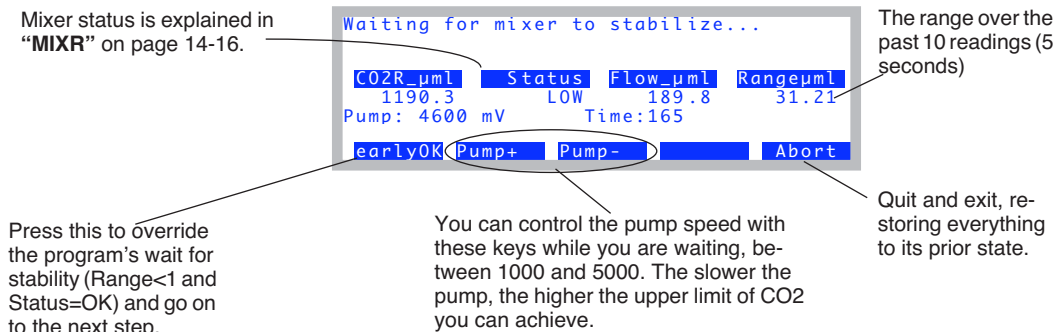 Mixer status is explained in
“MIXR” on page 14-16.
Waiting for mixer to stabilize...
CO2R_µml Status Flow_µml Rangeµml
1190.3 LOW 189.8 31.21
Pump: 4600 mV Time:165
earlyOK Pump+ Pump- Abort
The range over the
past 10 readings (5
seconds)
Press this to override
the program’s wait for
stability (Range<1 and
Status=OK) and go on
to the next step.
You can control the pump speed with
these keys while you are waiting, be-
tween 1000 and 5000. The slower the
pump, the higher the upper limit of CO2
you can achieve.
Quit and exit, re-
storing everything
to its prior state.